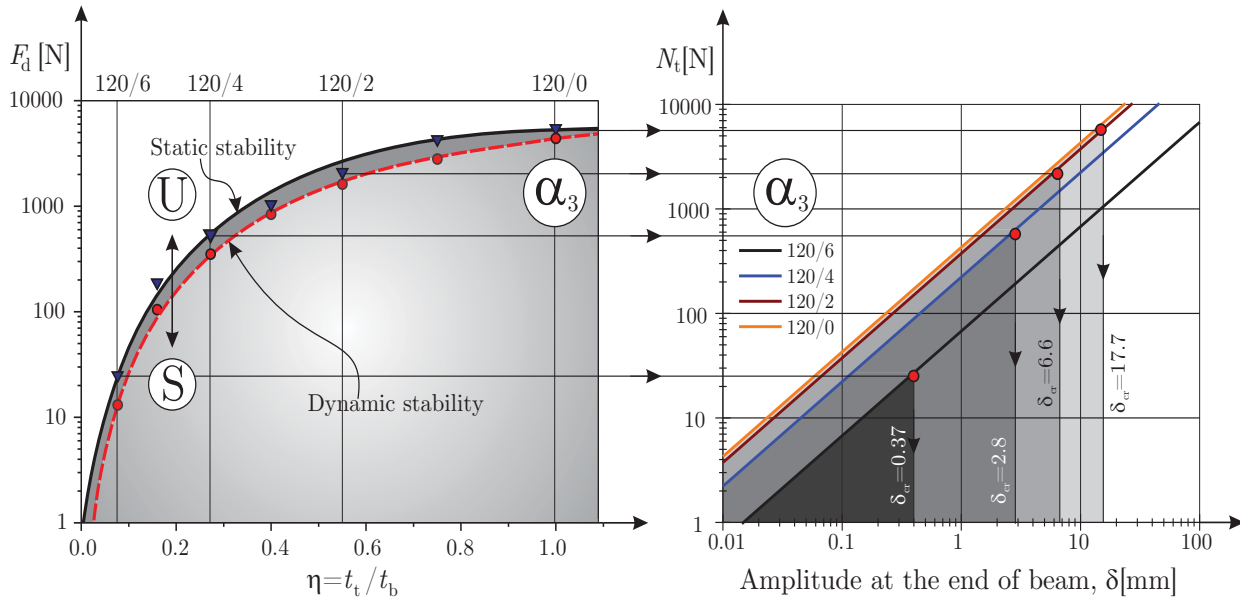 F_d [N]
120/6
120/4
120/2
120/0
10000
1000
100
10
1
Static stability
U
S
α_3
Dynamic stability
0.0
0.2
0.4
0.6
0.8
1.0
η=t_t/t_b
N_t[N]
10000
1000
100
10
1
α_3
120/6
120/4
120/2
120/0
δ_cr=0.37
δ_cr=2.8
δ_cr=6.6
δ_cr=17.7
0.01
0.1
1
10
100
Amplitude at the end of beam, δ[mm]